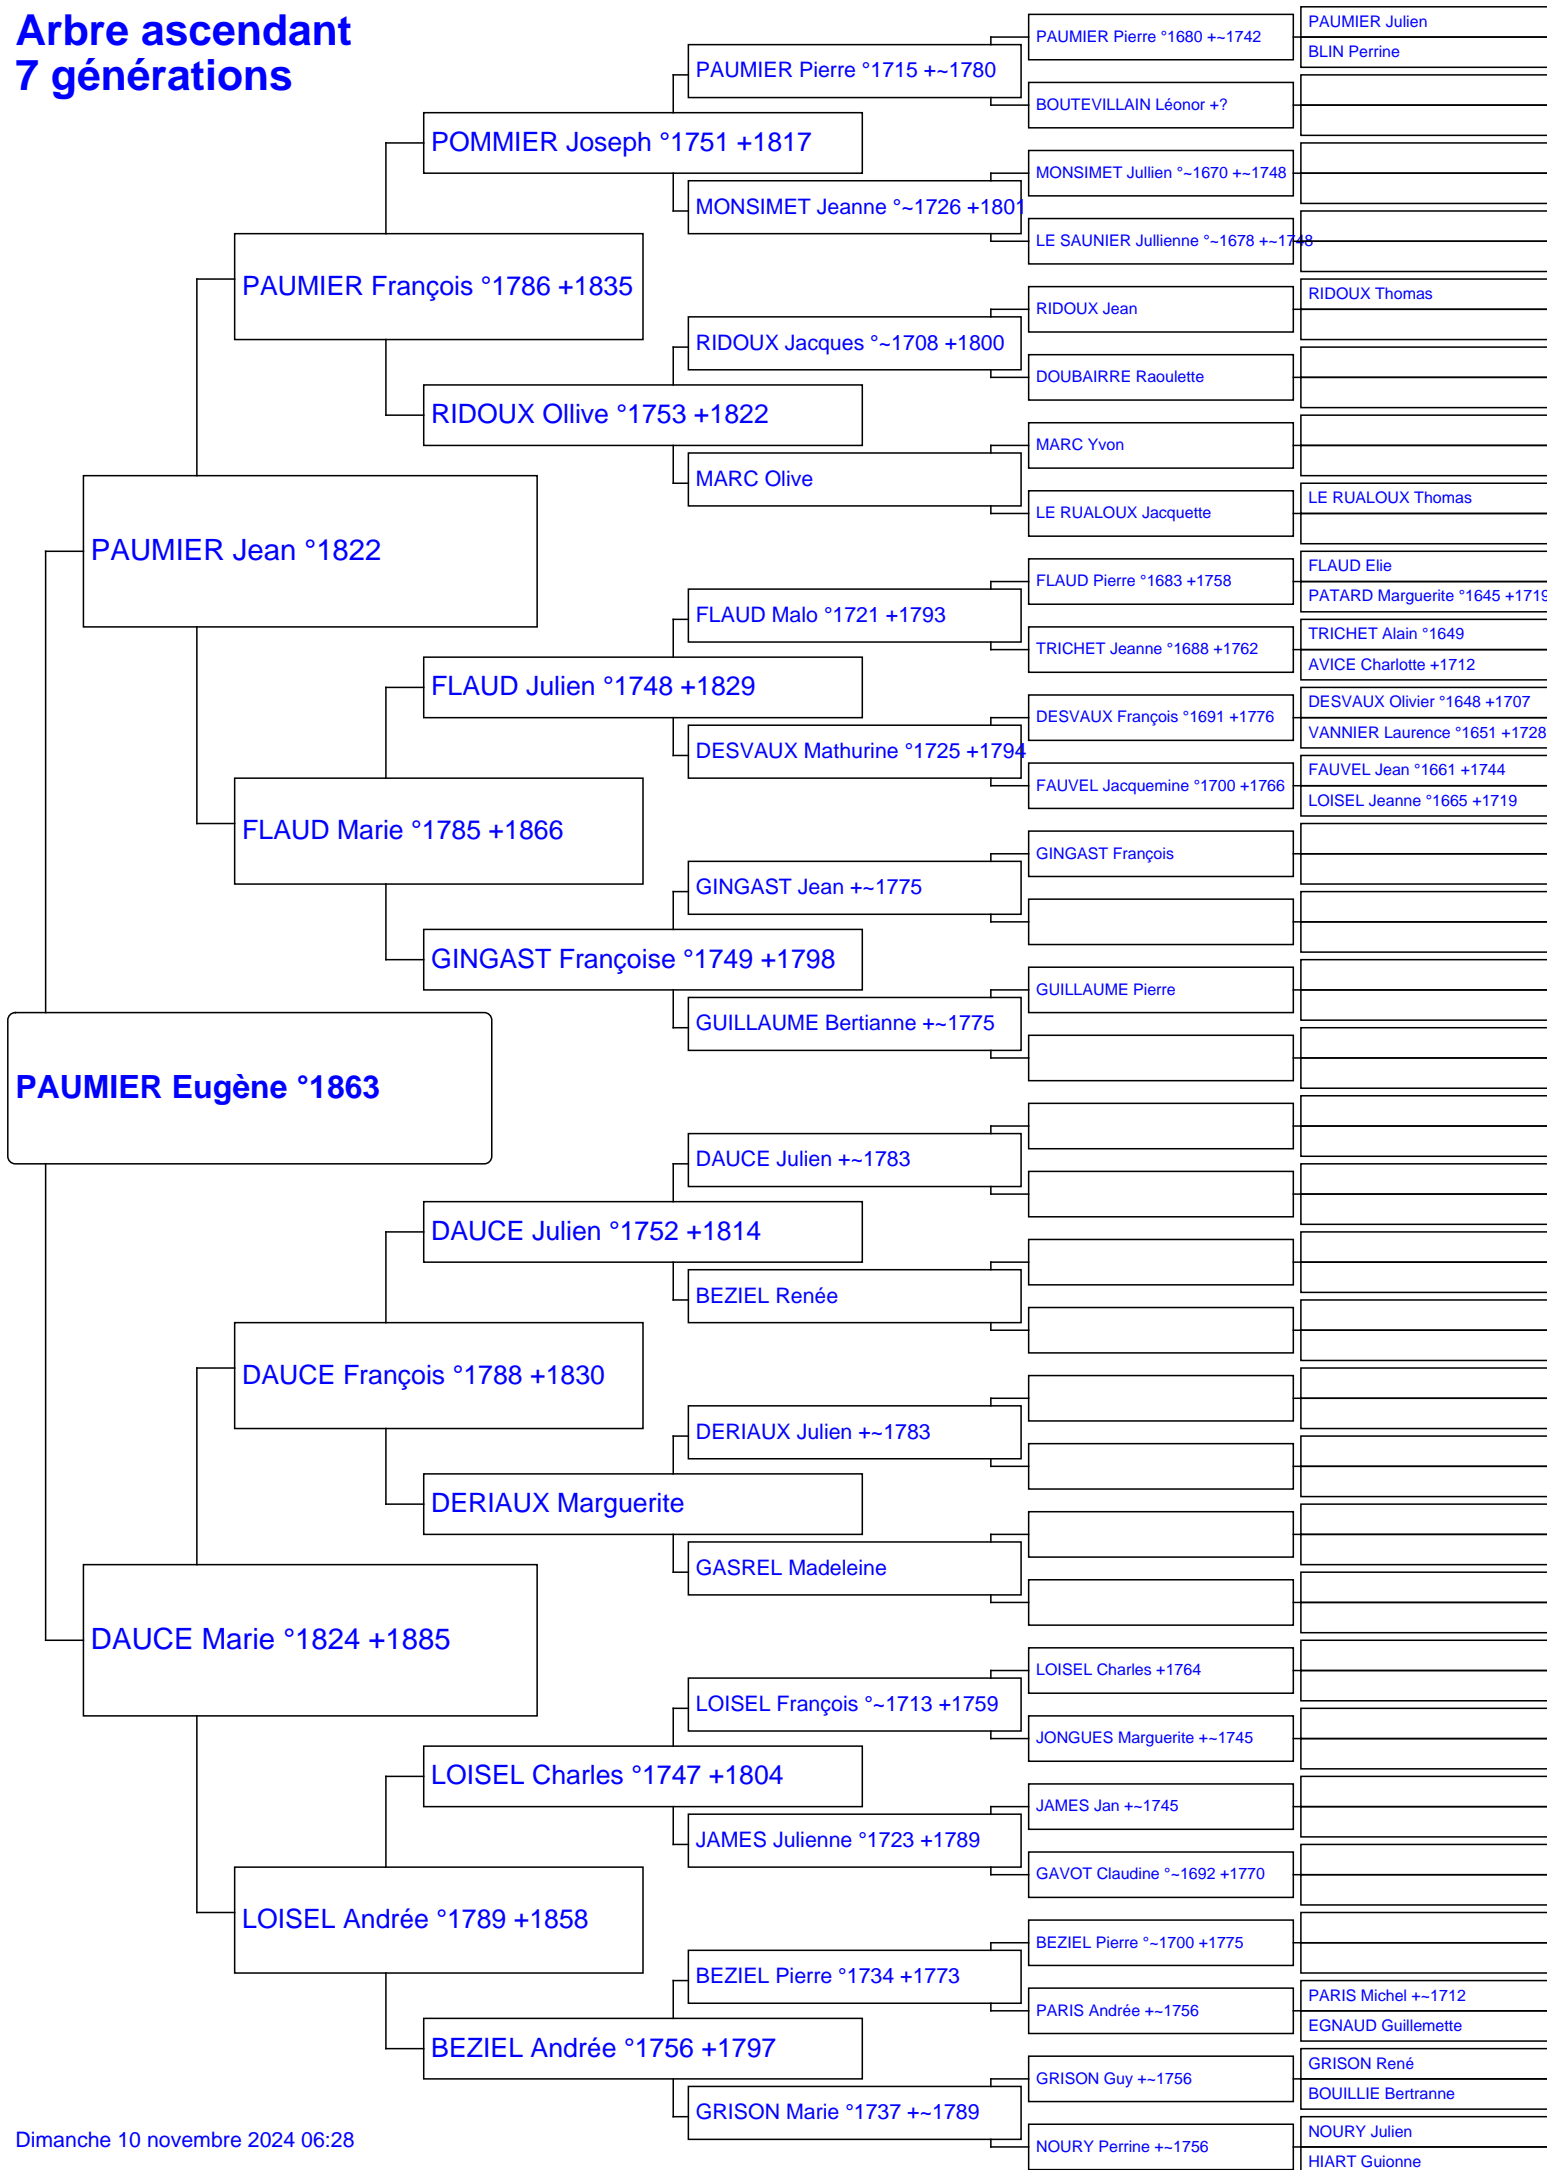 Arbre ascendant
7 générations
PAUMIER Eugène °1863
PAUMIER Jean °1822
DAUCE Marie °1824 +1885
PAUMIER François °1786 +1835
FLAUD Marie °1785 +1866
DAUCE François °1788 +1830
LOISEL Andrée °1789 +1858
POMMIER Joseph °1751 +1817
RIDOUX Ollive °1753 +1822
FLAUD Julien °1748 +1829
GINGAST Françoise °1749 +1798
DAUCE Julien °1752 +1814
DERIAUX Marguerite
LOISEL Charles °1747 +1804
BEZIEL Andrée °1756 +1797
PAUMIER Pierre °1715 +~1780
MONSIMET Jeanne °~1726 +1801
RIDOUX Jacques °~1708 +1800
MARC Olive
FLAUD Malo °1721 +1793
DESVAUX Mathurine °1725 +1794
GINGAST Jean +~1775
GUILLAUME Bertianne +~1775
DAUCE Julien +~1783
BEZIEL Renée
DERIAUX Julien +~1783
GASREL Madeleine
LOISEL François °~1713 +1759
JAMES Julienne °1723 +1789
BEZIEL Pierre °1734 +1773
GRISON Marie °1737 +~1789
PAUMIER Pierre °1680 +~1742
BOUTEVILLAIN Léonor +?
MONSIMET Jullien °~1670 +~1748
LE SAUNIER Jullienne °~1678 +~1748
RIDOUX Jean
DOUBAIRRE Raoulette
MARC Yvon
LE RUALOUX Jacquette
FLAUD Pierre °1683 +1758
TRICHET Jeanne °1688 +1762
DESVAUX François °1691 +1776
FAUVEL Jacquemine °1700 +1766
GINGAST François
GUILLAUME Pierre
LOISEL Charles +1764
JONGUES Marguerite +~1745
JAMES Jan +~1745
GAVOT Claudine °~1692 +1770
BEZIEL Pierre °~1700 +1775
PARIS Andrée +~1756
GRISON Guy +~1756
NOURY Perrine +~1756
PAUMIER Julien
BLIN Perrine
RIDOUX Thomas
LE RUALOUX Thomas
FLAUD Elie
PATARD Marguerite °1645 +1719
TRICHET Alain °1649
AVICE Charlotte +1712
DESVAUX Olivier °1648 +1707
VANNIER Laurence °1651 +1728
FAUVEL Jean °1661 +1744
LOISEL Jeanne °1665 +1719
PARIS Michel +~1712
EGNAUD Guillemette
GRISON René
BOUILLIE Bertranne
NOURY Julien
HIART Guionne
Dimanche 10 novembre 2024 06:28